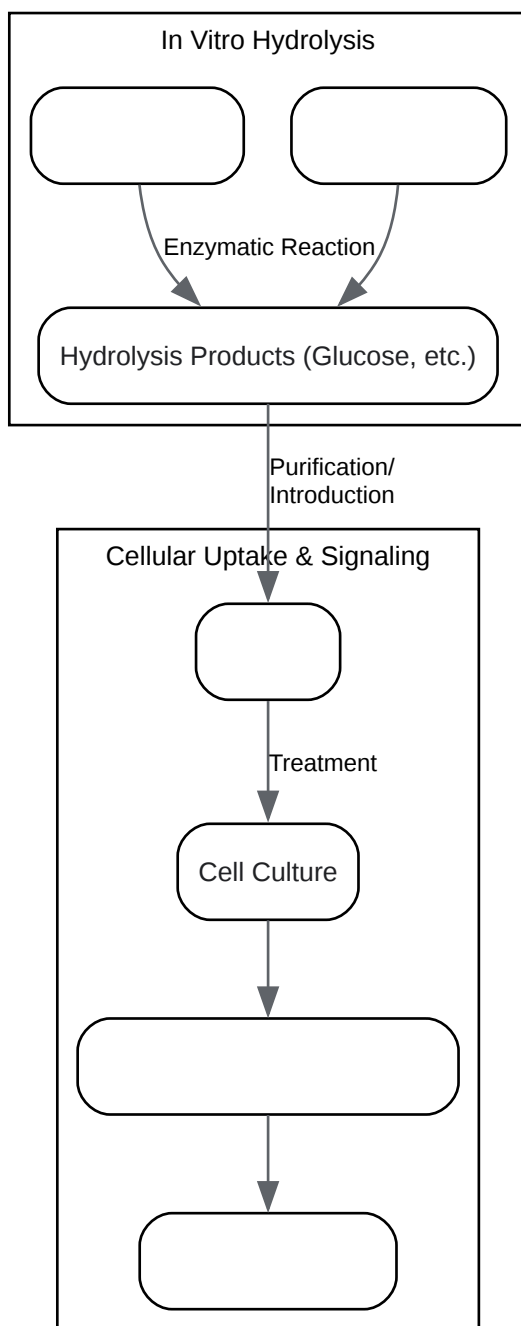 In Vitro Hydrolysis
Enzymatic Reaction
Hydrolysis Products (Glucose, etc.)
Purification/
Introduction
Cellular Uptake & Signaling
Treatment
Cell Culture